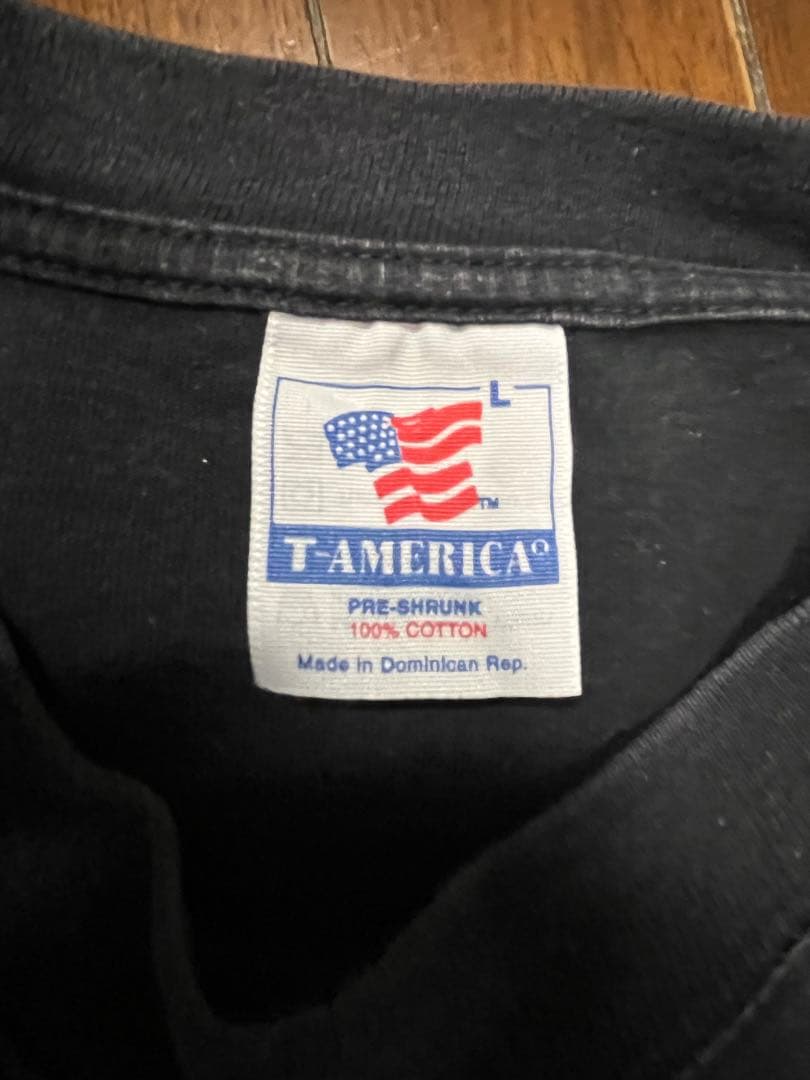 L
TM
T-AMERICA®
PRE-SHRUNK
100% COTTON
Made in Dominican Rep.